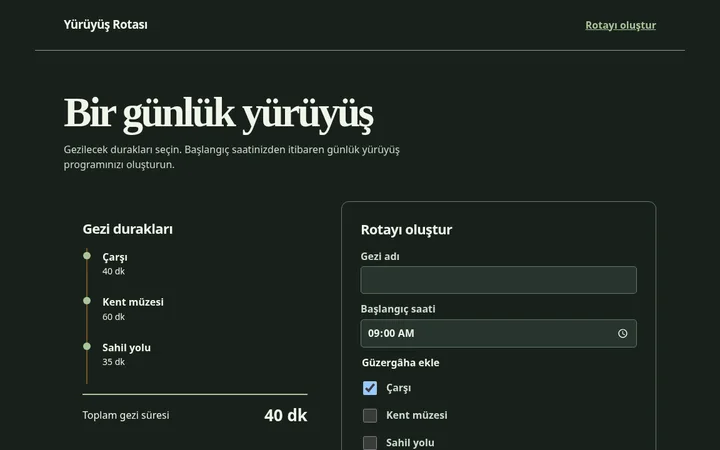 Yürüyüş Rotası
Rotayı oluştur
Bir günlük yürüyüş
Gezilecek durakları seçin. Başlangıç saatinizden itibaren günlük yürüyüş
programınızı oluşturun.
Gezi durakları
Çarşı
40 dk
Kent müzesi
60 dk
Sahil yolu
35 dk
Toplam gezi süresi
40 dk
Rotayı oluştur
Gezi adı
Başlangıç saati
09:00 AM
Güzergâha ekle
Çarşı
Kent müzesi
Sahil yolu